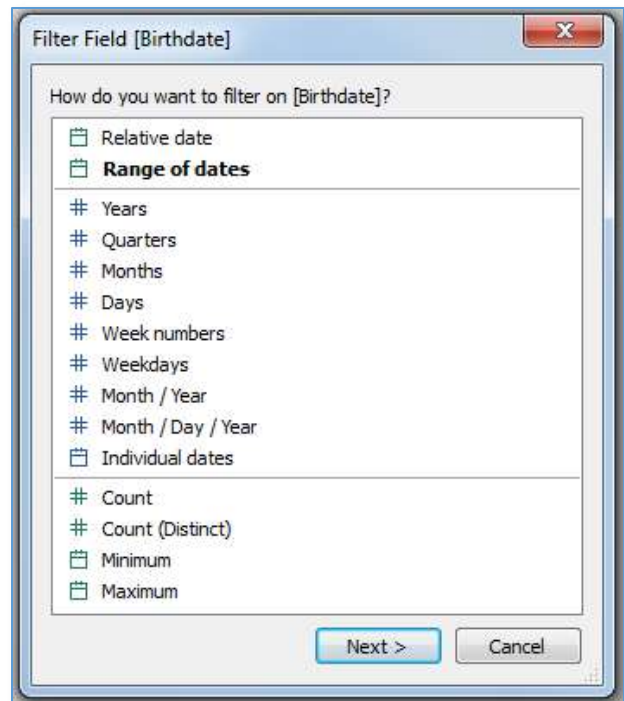 Filter Field [Birthdate]
How do you want to filter on [Birthdate]?
Relative date
Range of dates
# Years
# Quarters
# Months
# Days
# Week numbers
# Weekdays
# Month / Year
# Month / Day / Year
Individual dates
# Count
# Count (Distinct)
Minimum
Maximum
Next > Cancel